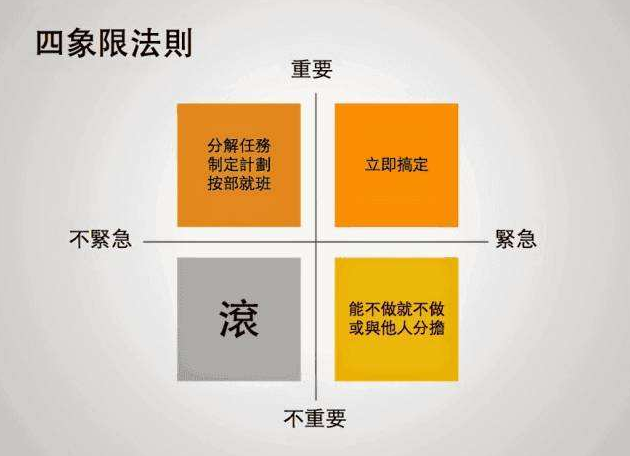 四象限法則
重要
分解任務
制定計劃
按部就班
立即搞定
不緊急
緊急
滾
能不做就不做
或與他人分擔
不重要